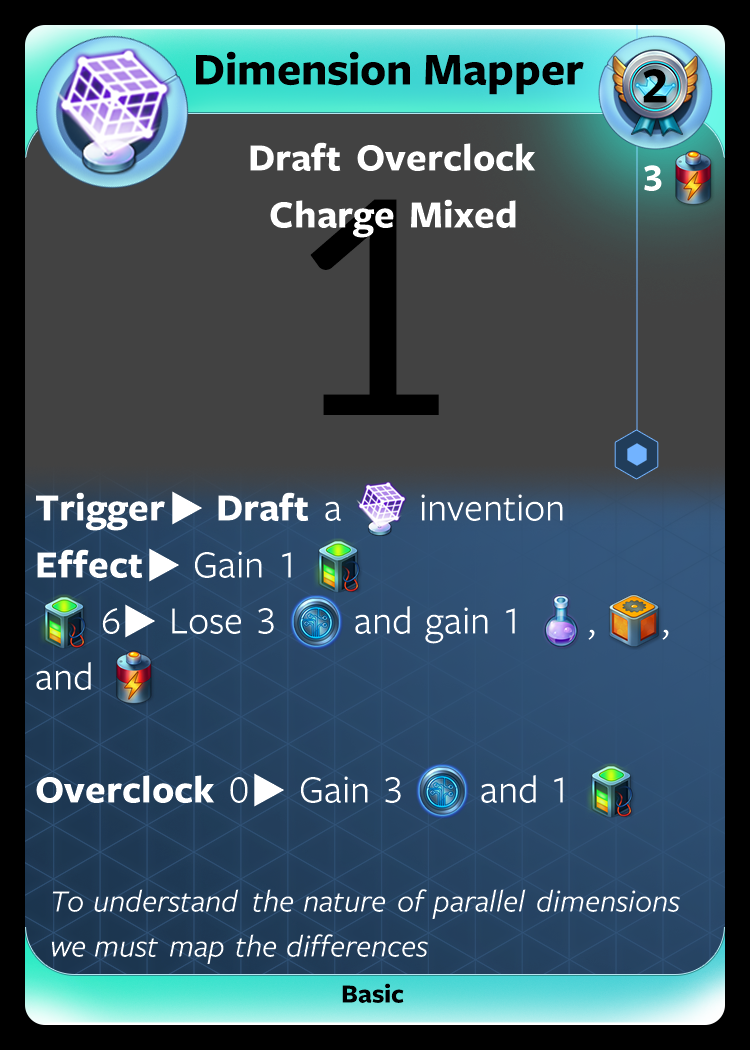 Dimension Mapper
2
Draft Overclock
3
Charge Mixed
1
Trigger▶ Draft a invention
Effect▶ Gain 1
6▶ Lose 3 and gain 1 , ,
and
Overclock 0▶ Gain 3 and 1
To understand the nature of parallel dimensions
we must map the differences
Basic